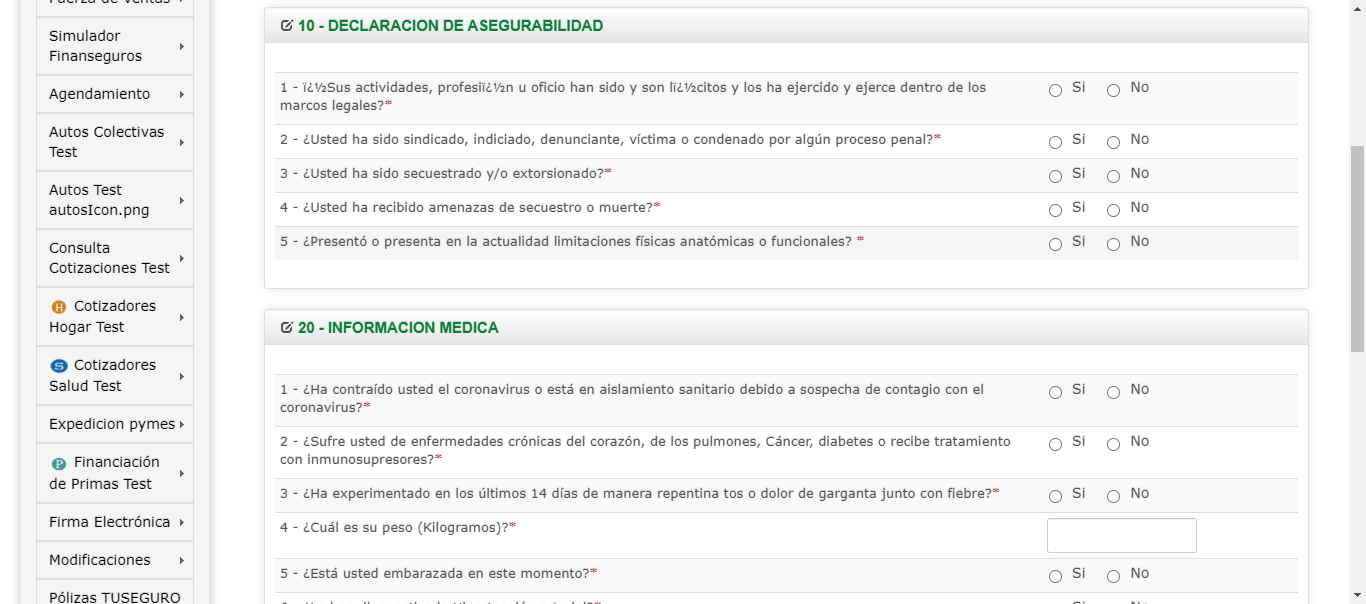 Fuerza de Ventas
Simulador
Finanseguros
Agendamiento
Autos Colectivas
Test
Autos Test
autosIcon.png
Consulta
Cotizaciones Test
H Cotizadores
Hogar Test
S Cotizadores
Salud Test
Expedicion pymes
P Financiación
de Primas Test
Firma Electrónica
Modificaciones
Pólizas TUSEGURO
10 - DECLARACION DE ASEGURABILIDAD
1 - ï¿½Sus actividades, profesiï¿½n u oficio han sido y son lï¿½citos y los ha ejercido y ejerce dentro de los
marcos legales?*
Si No
2 - ¿Usted ha sido sindicado, indiciado, denunciante, víctima o condenado por algún proceso penal?*
Si No
3 - ¿Usted ha sido secuestrado y/o extorsionado?*
Si No
4 - ¿Usted ha recibido amenazas de secuestro o muerte?*
Si No
5 - ¿Presentó o presenta en la actualidad limitaciones físicas anatómicas o funcionales? *
Si No
20 - INFORMACION MEDICA
1 - ¿Ha contraído usted el coronavirus o está en aislamiento sanitario debido a sospecha de contagio con el
coronavirus?*
Si No
2 - ¿Sufre usted de enfermedades crónicas del corazón, de los pulmones, Cáncer, diabetes o recibe tratamiento
con inmunosupresores?*
Si No
3 - ¿Ha experimentado en los últimos 14 días de manera repentina tos o dolor de garganta junto con fiebre?*
Si No
4 - ¿Cuál es su peso (Kilogramos)?*
5 - ¿Está usted embarazada en este momento?*
Si No
Si No